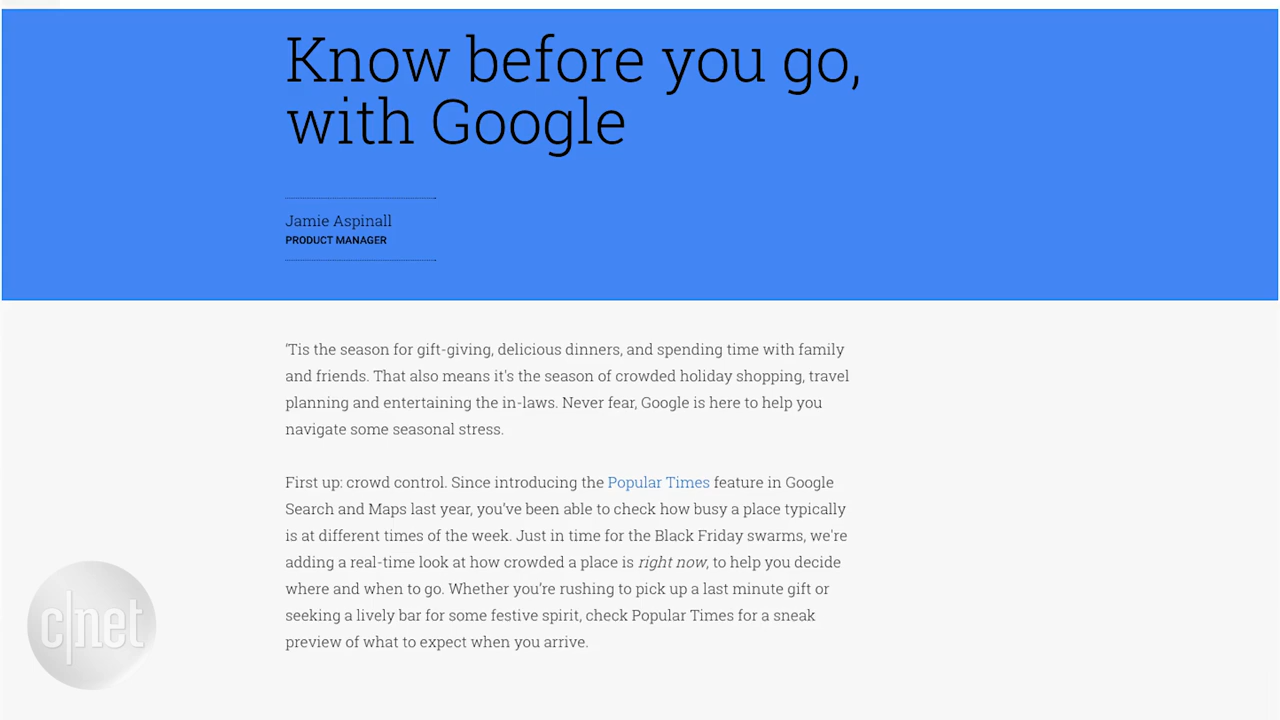 Know before you go,
with Google
Jamie Aspinall
PRODUCT MANAGER
‘Tis the season for gift-giving, delicious dinners, and spending time with family
and friends. That also means it's the season of crowded holiday shopping, travel
planning and entertaining the in-laws. Never fear, Google is here to help you
navigate some seasonal stress.
First up: crowd control. Since introducing the Popular Times feature in Google
Search and Maps last year, you’ve been able to check how busy a place typically
is at different times of the week. Just in time for the Black Friday swarms, we're
adding a real-time look at how crowded a place is right now, to help you decide
where and when to go. Whether you’re rushing to pick up a last minute gift or
seeking a lively bar for some festive spirit, check Popular Times for a sneak
preview of what to expect when you arrive.
c|net